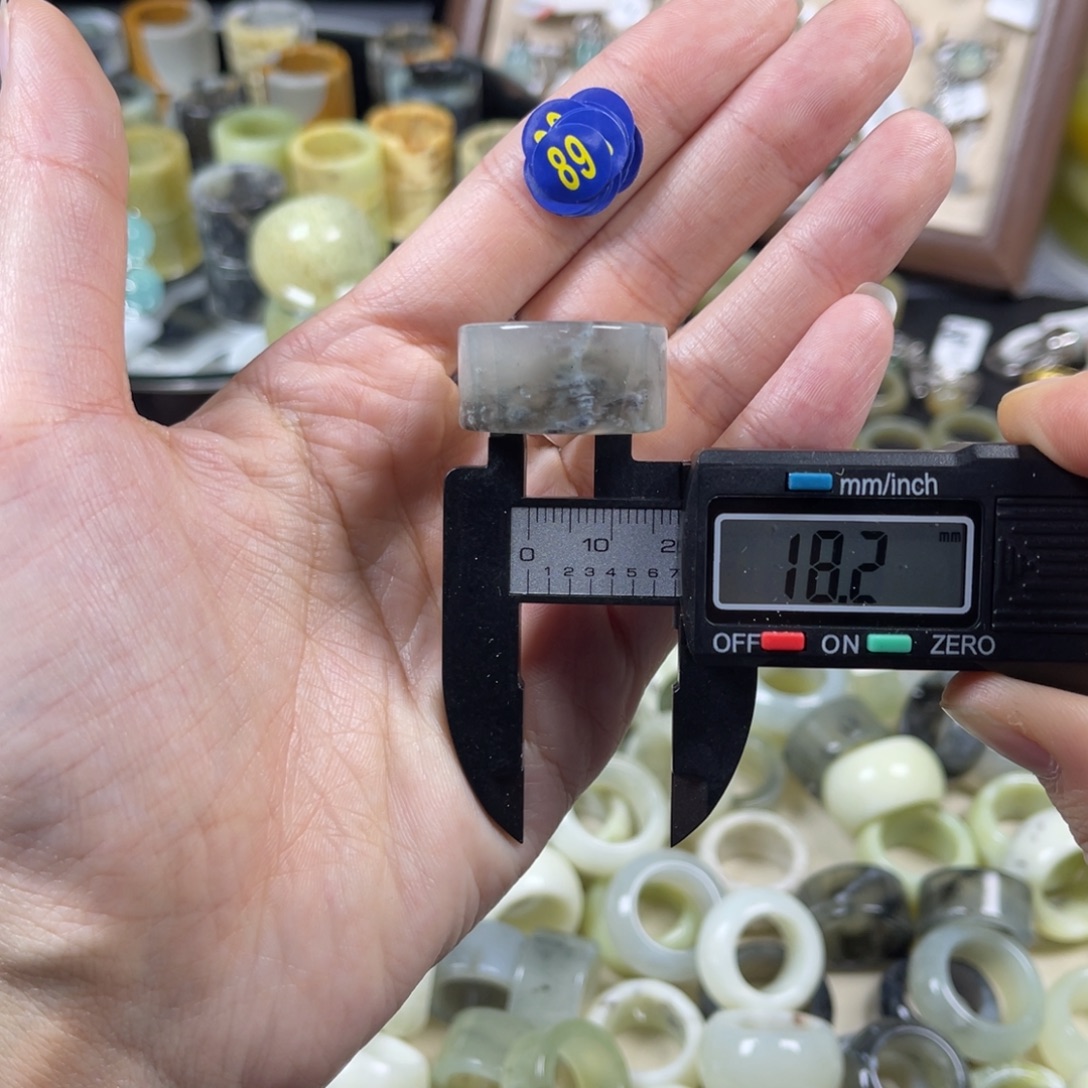 89
mm/inch
0 10 2
1 2 3 4 5 6 7
18.2 mm
OFF ON ZERO